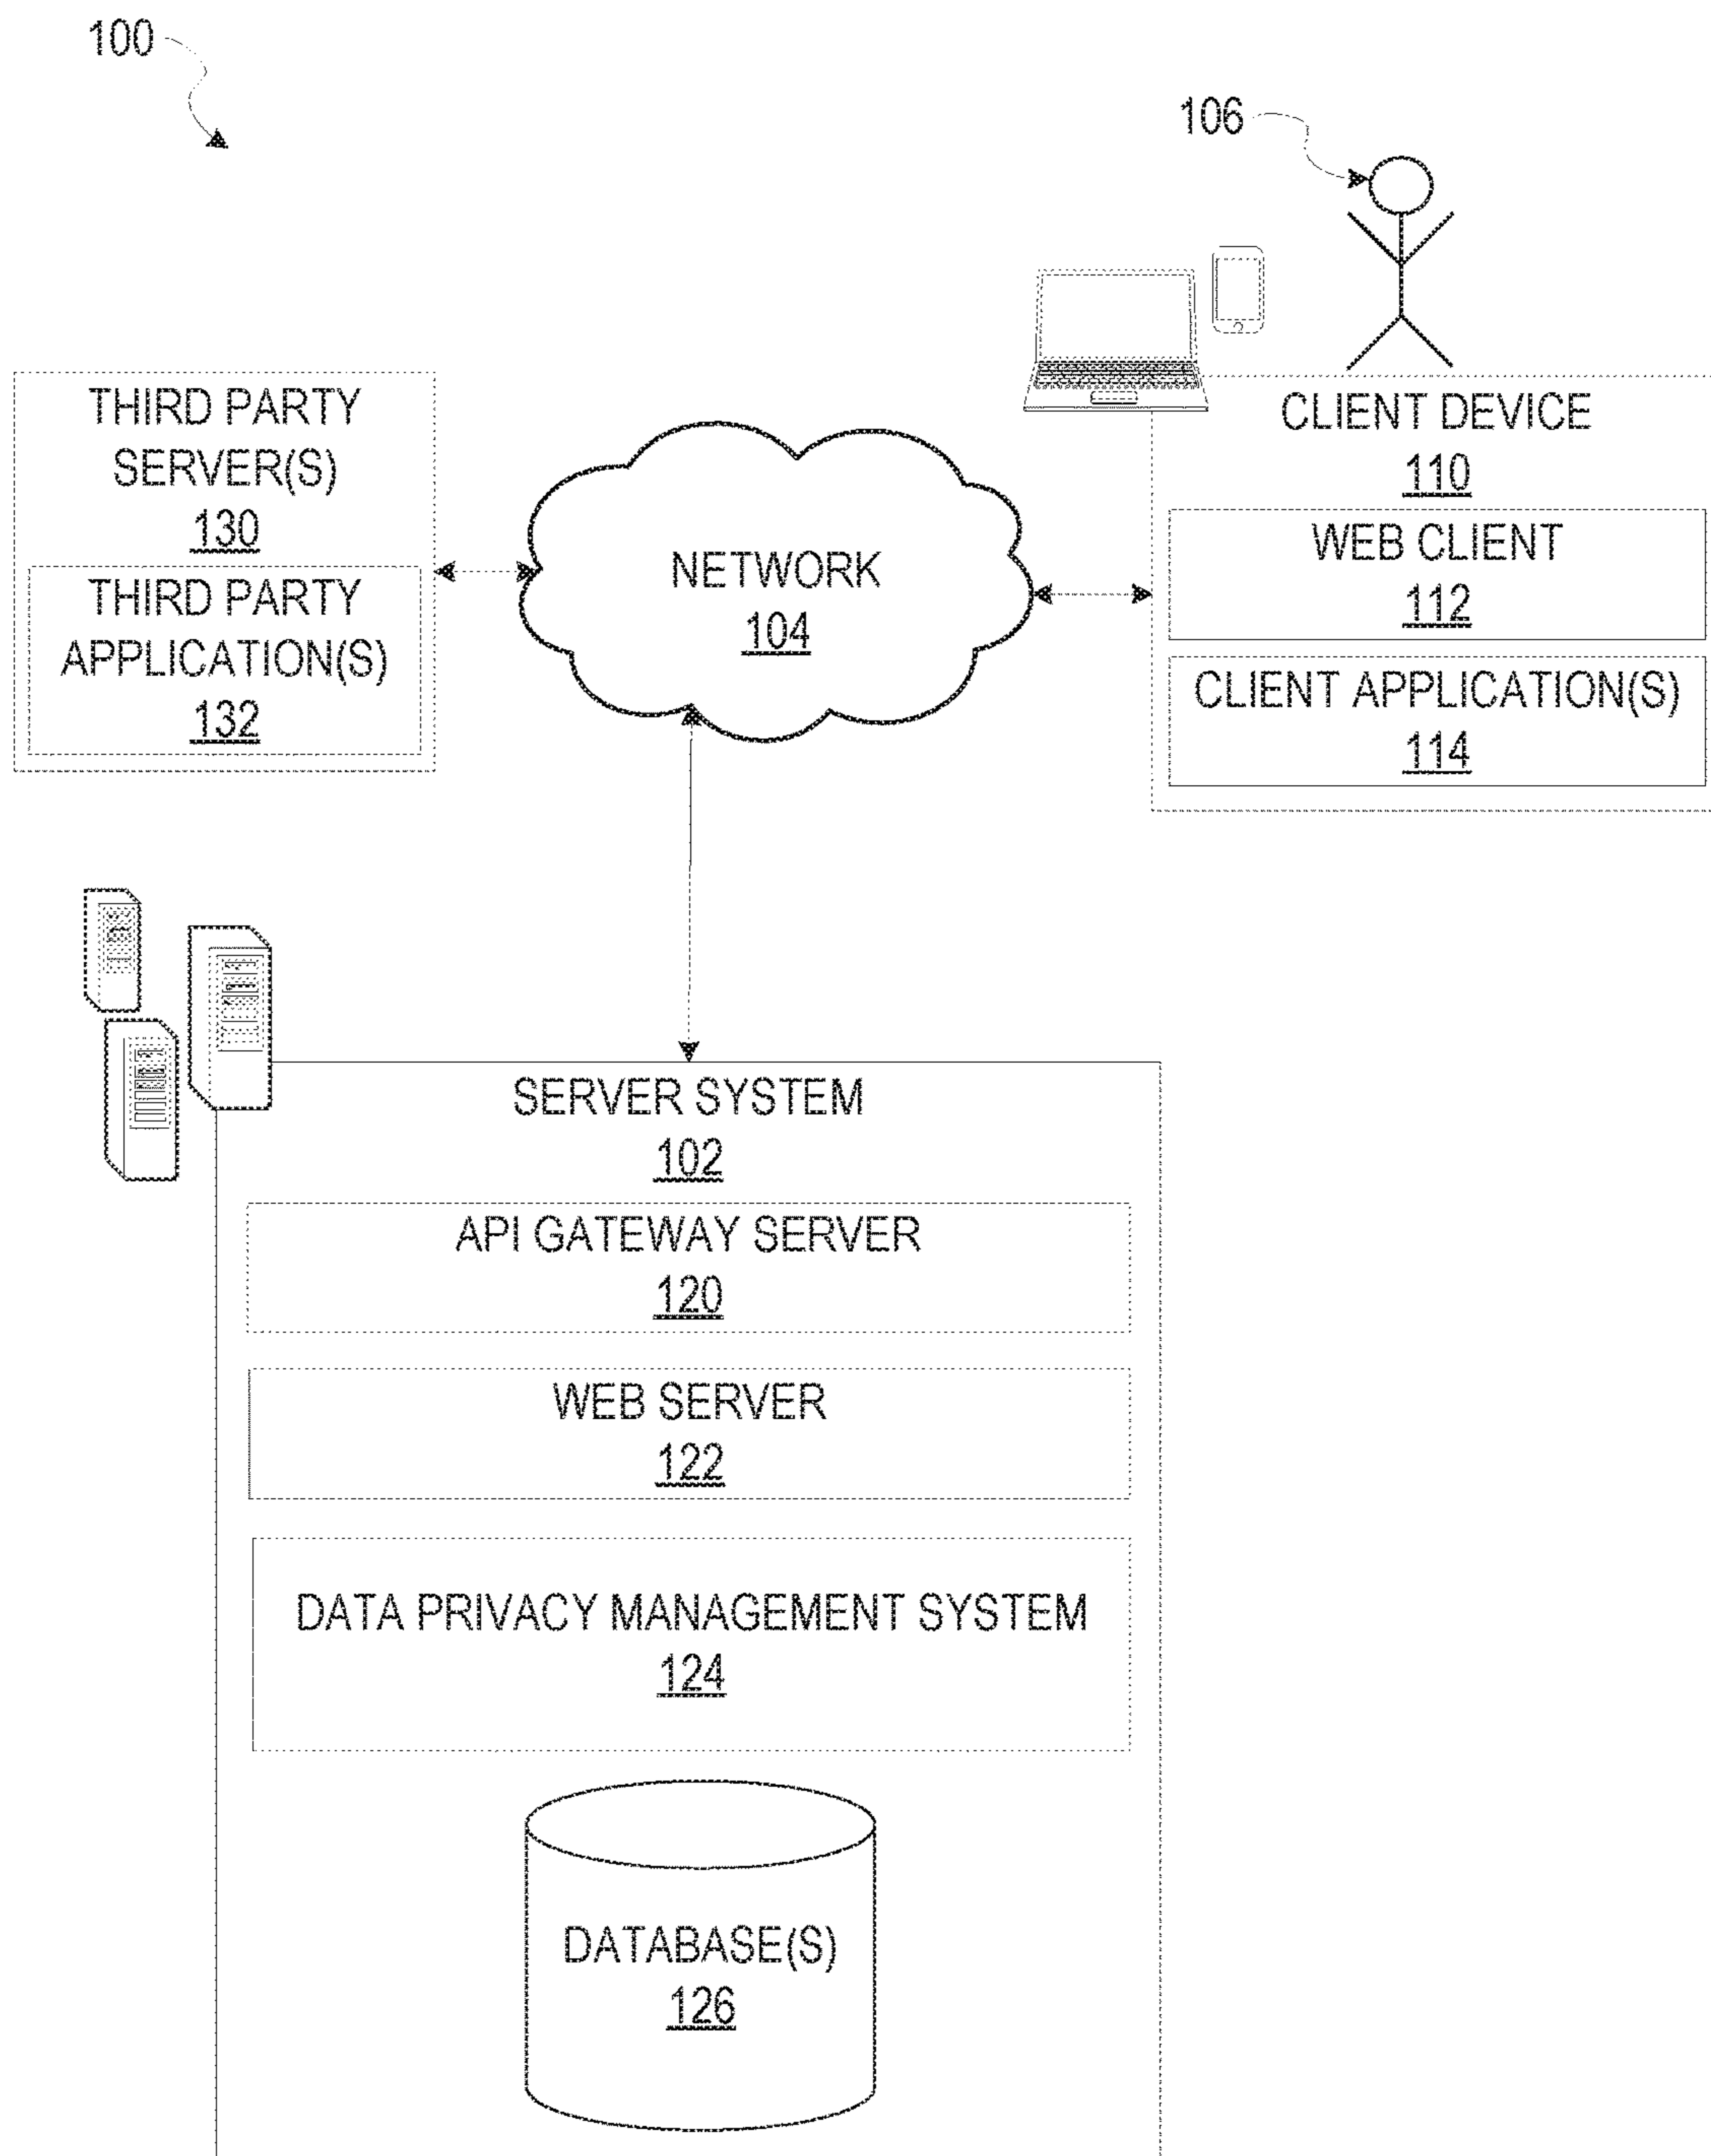 100
106
THIRD PARTY
SERVER(S)
130
THIRD PARTY
APPLICATION(S)
132
NETWORK
104
CLIENT DEVICE
110
WEB CLIENT
112
CLIENT APPLICATION(S)
114
SERVER SYSTEM
102
API GATEWAY SERVER
120
WEB SERVER
122
DATA PRIVACY MANAGEMENT SYSTEM
124
DATABASE(S)
126